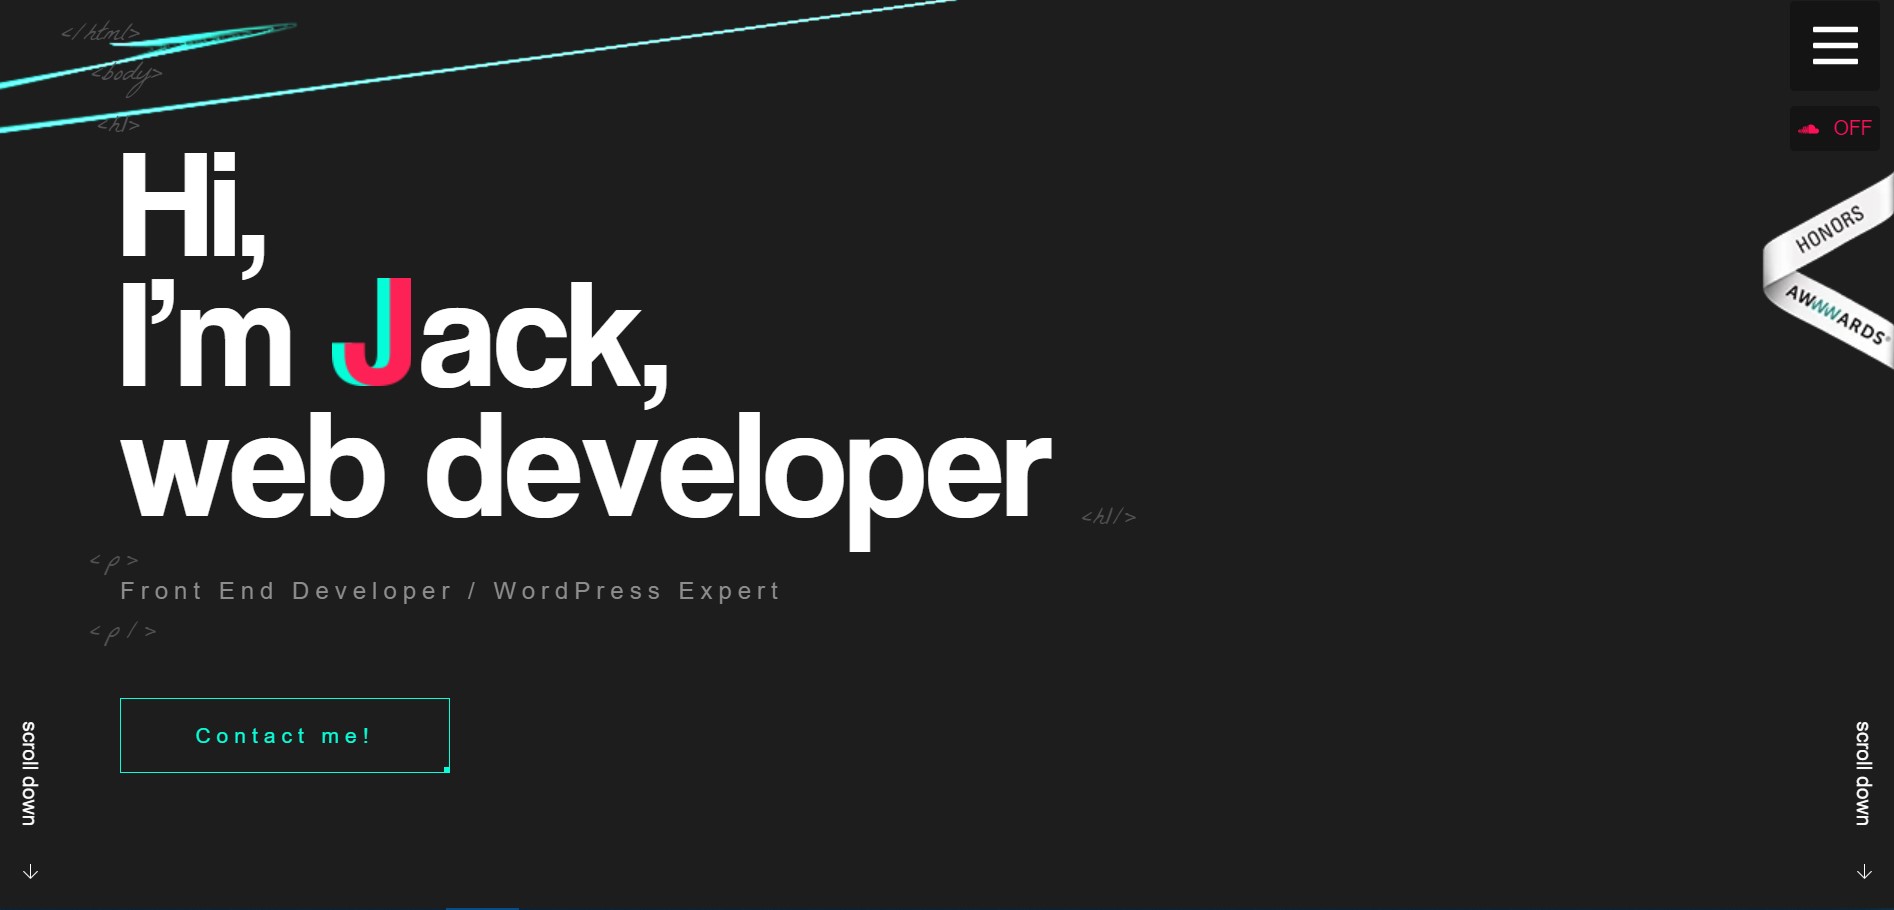 </html>
<body>
<h1>
OFF
Hi,
I’m Jack,
web developer
<h1/>
HONORS
AWWWARDS
<p>
Front End Developer / WordPress Expert
<p/>
Contact me!
scroll down
scroll down